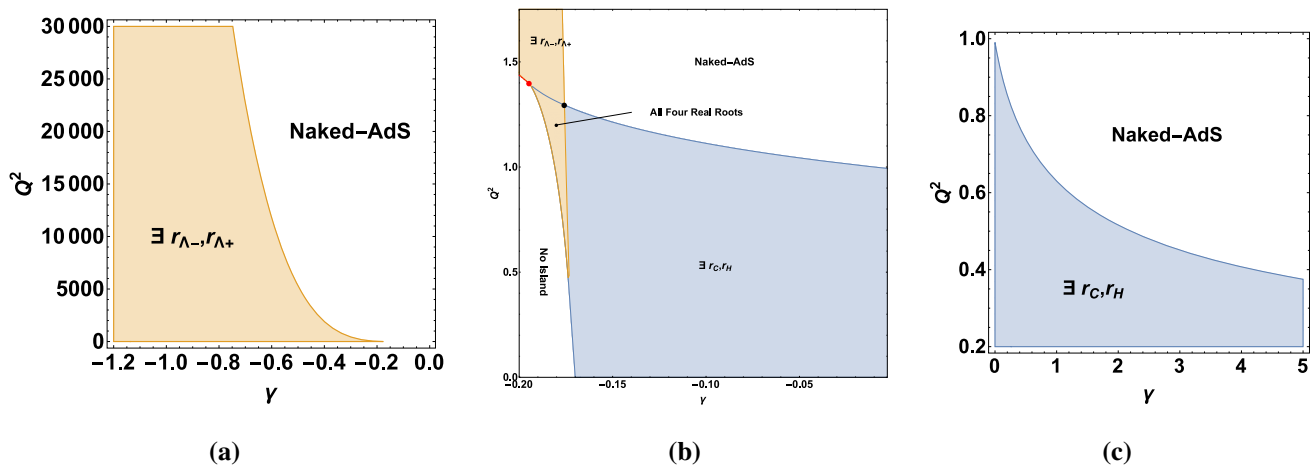 30 000
25 000
20 000
15 000
10 000
5000
0
Q²
Naked–AdS
∃ r_Λ−,r_Λ+
−1.2 −1.0 −0.8 −0.6 −0.4 −0.2 0.0
γ
(a)
1.5
1.0
0.5
0.0
Q²
∃ r_Λ−,r_Λ+
Naked–AdS
All Four Real Roots
No Island
∃ r_C,r_H
−0.20 −0.15 −0.10 −0.05
γ
(b)
1.0
0.8
0.6
0.4
0.2
Q²
Naked–AdS
∃ r_C,r_H
0 1 2 3 4 5
γ
(c)